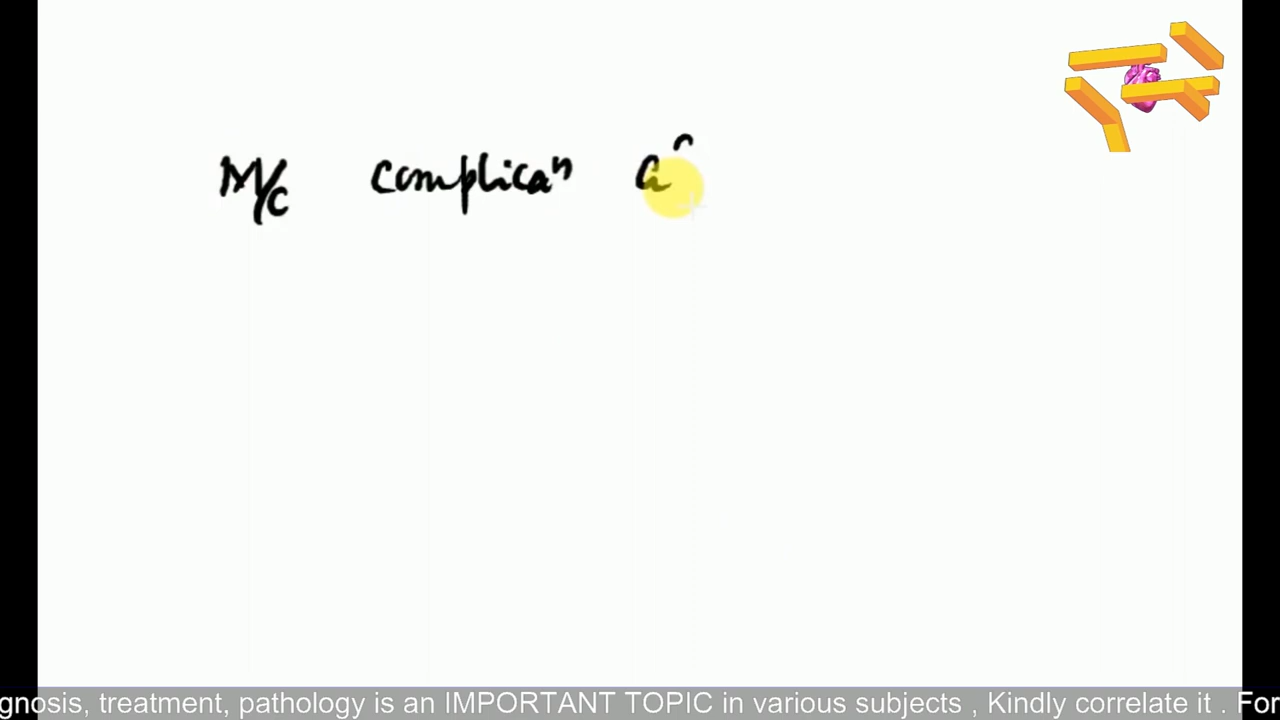 M/C complicaⁿ
gnosis, treatment, pathology is an IMPORTANT TOPIC in various subjects , Kindly correlate it . For